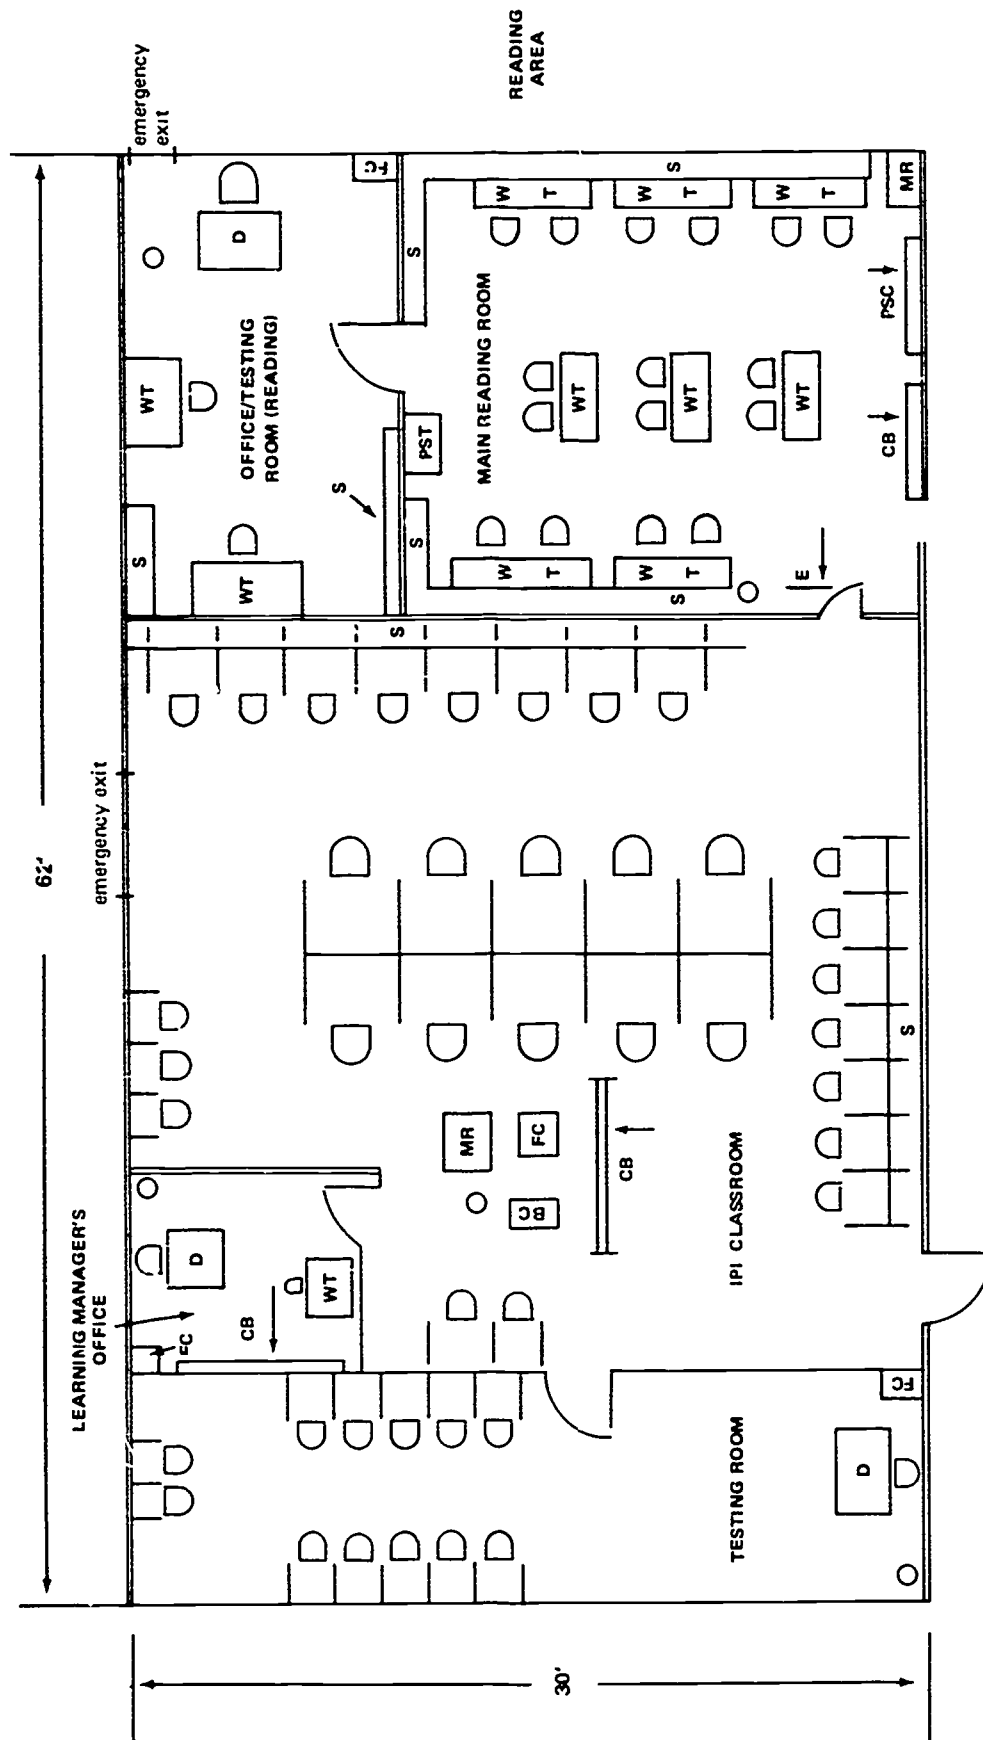 62'
30'
emergency exit
emergency
exit
READING
AREA
LEARNING MANAGER'S
OFFICE
FC
D
CB
WT
TESTING ROOM
D
FC
IPI CLASSROOM
MR
FC
BC
CB
S
S
OFFICE/TESTING
ROOM (READING)
S
WT
WT
D
FC
S
MAIN READING ROOM
S
PST
S
S
S
W T
W T
W T
W T
W T
WT
WT
WT
E
CB
PSC
MR